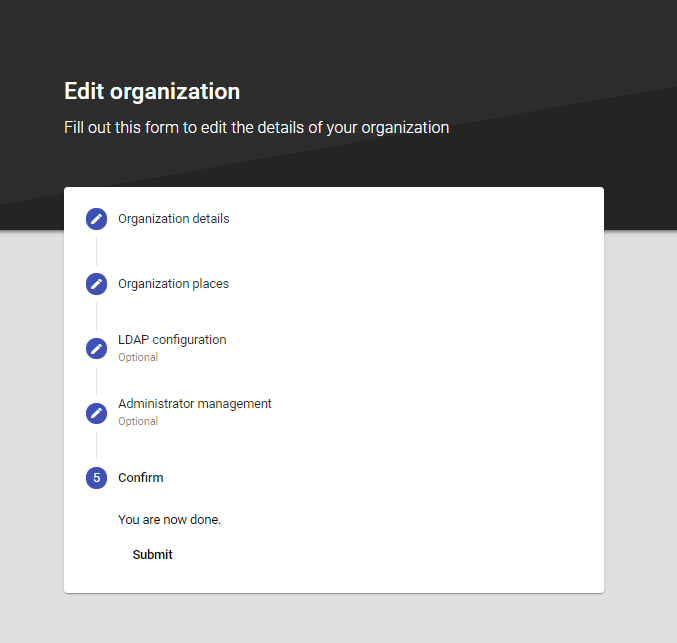 Edit organization
Fill out this form to edit the details of your organization
Organization details
Organization places
LDAP configuration
Optional
Administrator management
Optional
5 Confirm
You are now done.
Submit